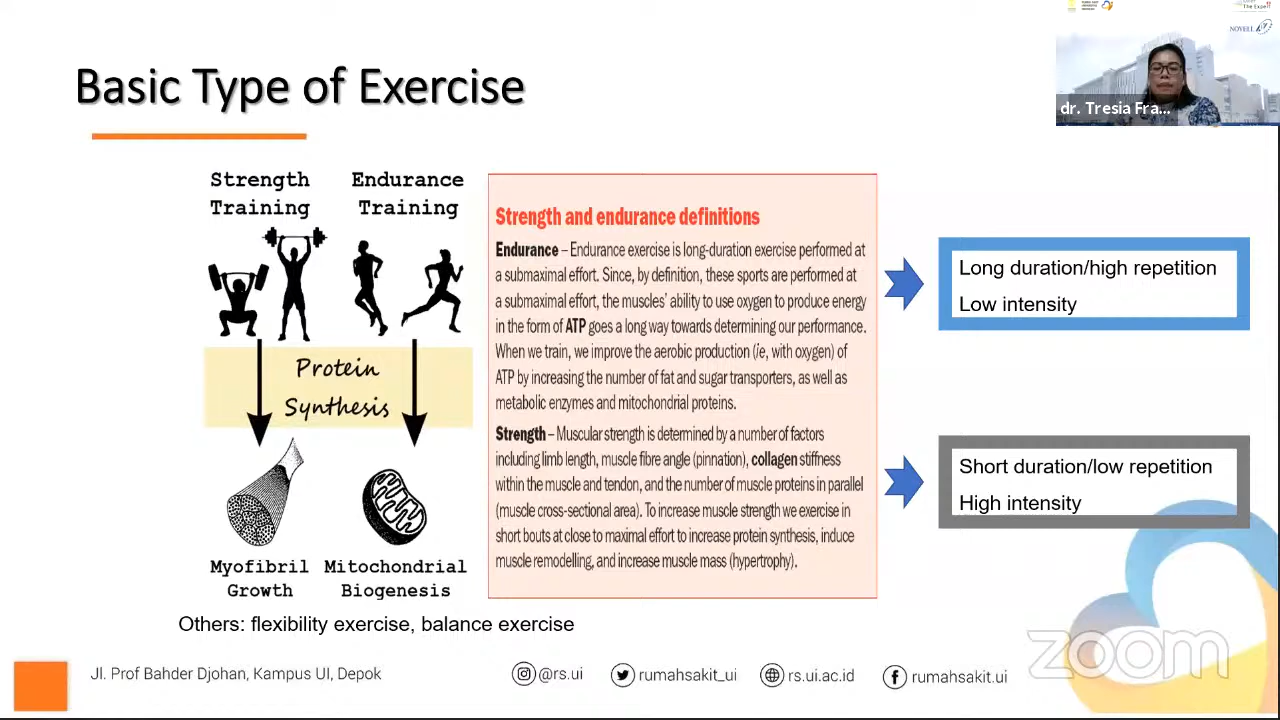 Basic Type of Exercise
NOVELL
dr. Tresia Fra...
Strength
Training
Endurance
Training
Protein
Synthesis
Myofibril
Growth
Mitochondrial
Biogenesis
Strength and endurance definitions
Endurance – Endurance exercise is long-duration exercise performed at
a submaximal effort. Since, by definition, these sports are performed at
a submaximal effort, the muscles' ability to use oxygen to produce energy
in the form of ATP goes a long way towards determining our performance.
When we train, we improve the aerobic production (ie, with oxygen) of
ATP by increasing the number of fat and sugar transporters, as well as
metabolic enzymes and mitochondrial proteins.
Strength – Muscular strength is determined by a number of factors
including limb length, muscle fibre angle (pinnation), collagen stiffness
within the muscle and tendon, and the number of muscle proteins in parallel
(muscle cross-sectional area). To increase muscle strength we exercise in
short bouts at close to maximal effort to increase protein synthesis, induce
muscle remodelling, and increase muscle mass (hypertrophy).
Long duration/high repetition
Low intensity
Short duration/low repetition
High intensity
Others: flexibility exercise, balance exercise
zoom
Jl. Prof Bahder Djohan, Kampus UI, Depok
@rs.ui
rumahsakit_ui
rs.ui.ac.id
rumahsakit.ui